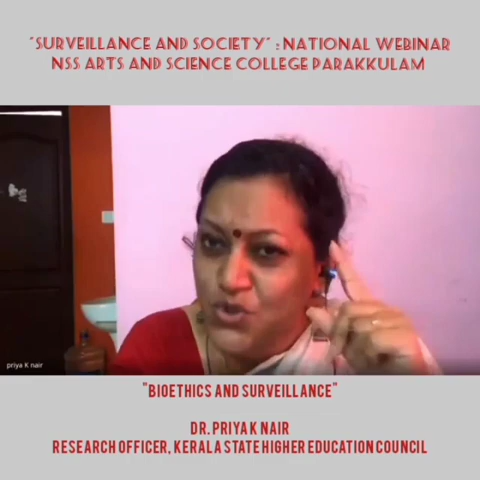 "SURVEILLANCE AND SOCIETY" : NATIONAL WEBINAR
NSS ARTS AND SCIENCE COLLEGE PARAKKULAM
priya K nair
"BIOETHICS AND SURVEILLANCE"
DR. PRIYA K NAIR
RESEARCH OFFICER, KERALA STATE HIGHER EDUCATION COUNCIL